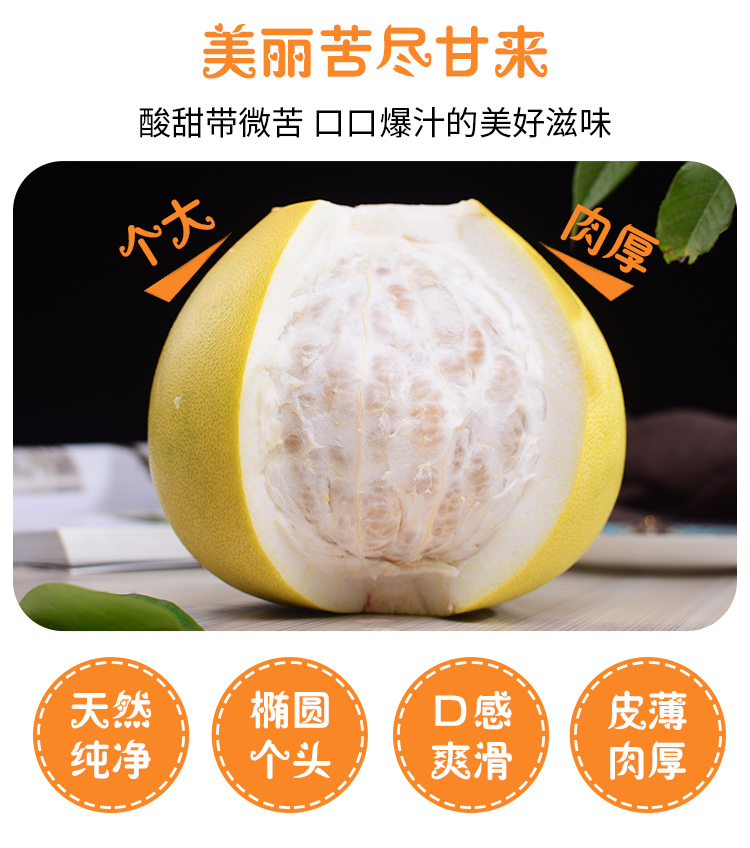 美丽苦尽甘来
酸甜带微苦 口口爆汁的美好滋味
个大
肉厚
天然
纯净
椭圆
个头
口感
爽滑
皮薄
肉厚